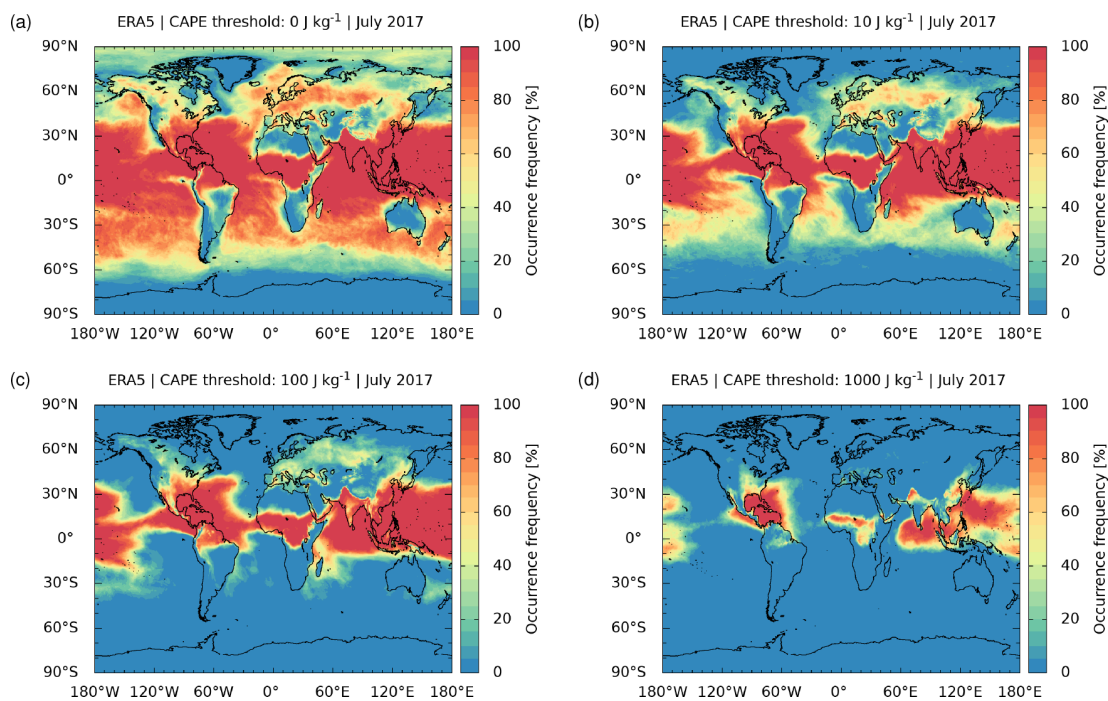 (a) ERA5 | CAPE threshold: 0 J kg⁻¹ | July 2017
90°N
60°N
30°N
0°
30°S
60°S
90°S
180°W 120°W 60°W 0° 60°E 120°E 180°E
100
80
60
40
20
0
Occurrence frequency [%]
(b) ERA5 | CAPE threshold: 10 J kg⁻¹ | July 2017
90°N
60°N
30°N
0°
30°S
60°S
90°S
180°W 120°W 60°W 0° 60°E 120°E 180°E
100
80
60
40
20
0
Occurrence frequency [%]
(c) ERA5 | CAPE threshold: 100 J kg⁻¹ | July 2017
90°N
60°N
30°N
0°
30°S
60°S
90°S
180°W 120°W 60°W 0° 60°E 120°E 180°E
100
80
60
40
20
0
Occurrence frequency [%]
(d) ERA5 | CAPE threshold: 1000 J kg⁻¹ | July 2017
90°N
60°N
30°N
0°
30°S
60°S
90°S
180°W 120°W 60°W 0° 60°E 120°E 180°E
100
80
60
40
20
0
Occurrence frequency [%]